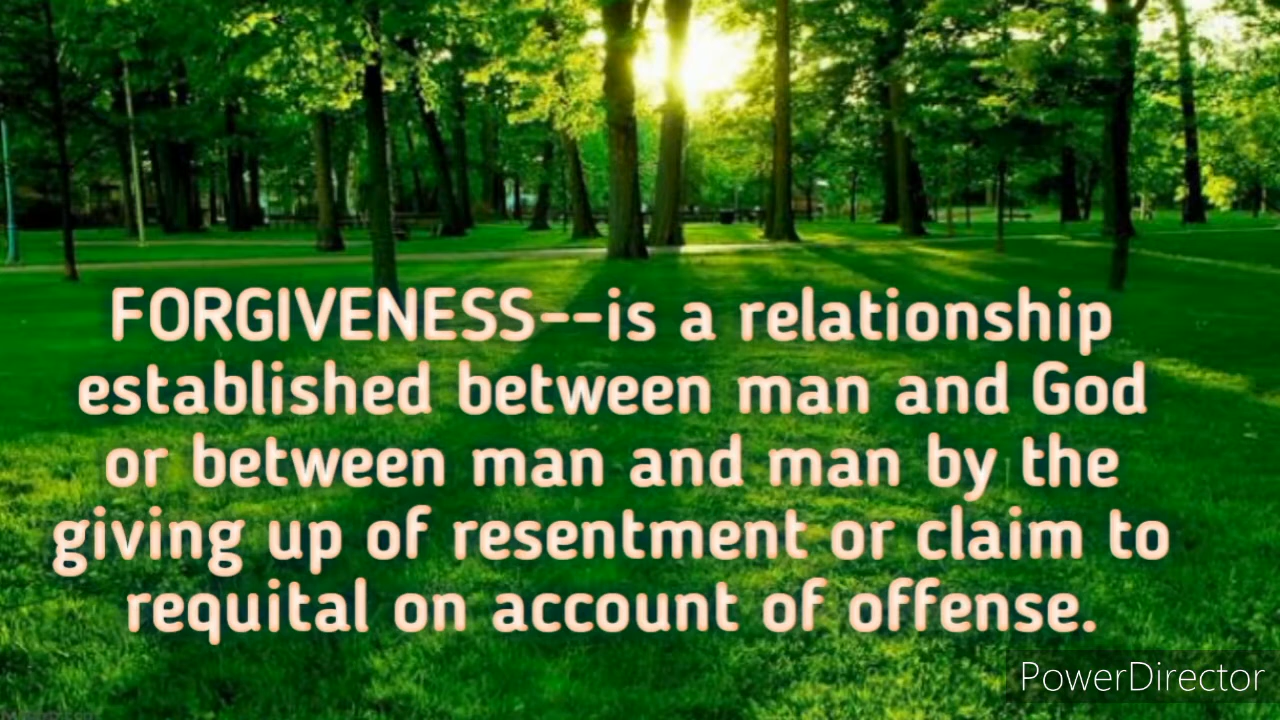 FORGIVENESS--is a relationship
established between man and God
or between man and man by the
giving up of resentment or claim to
requital on account of offense.
PowerDirector